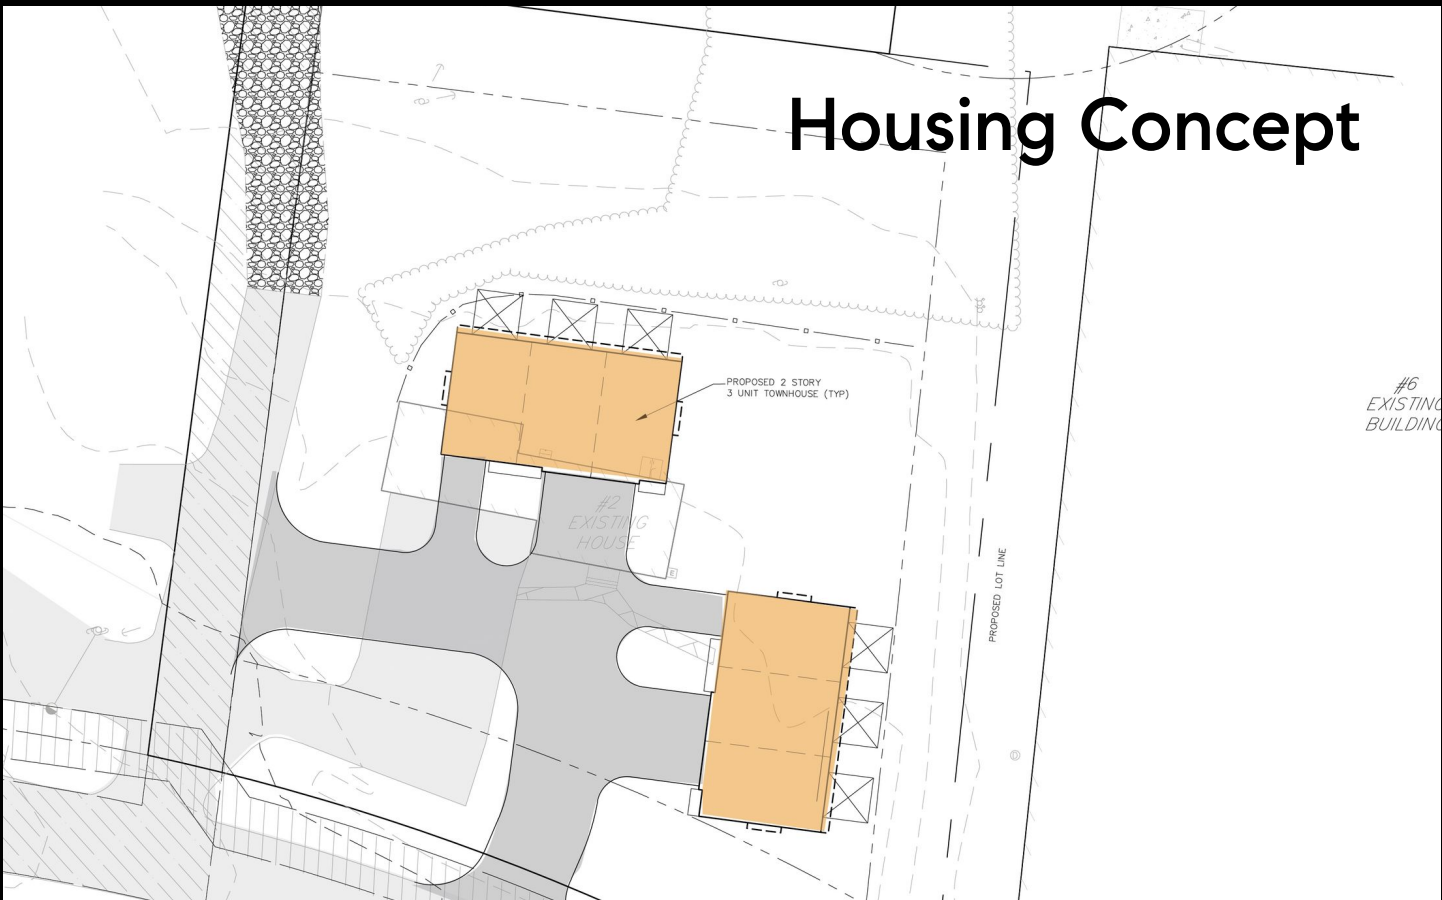 Housing Concept
PROPOSED 2 STORY
3 UNIT TOWNHOUSE (TYP)
#6
EXISTING
BUILDING
#2
EXISTING
HOUSE
E
PROPOSED LOT LINE
D